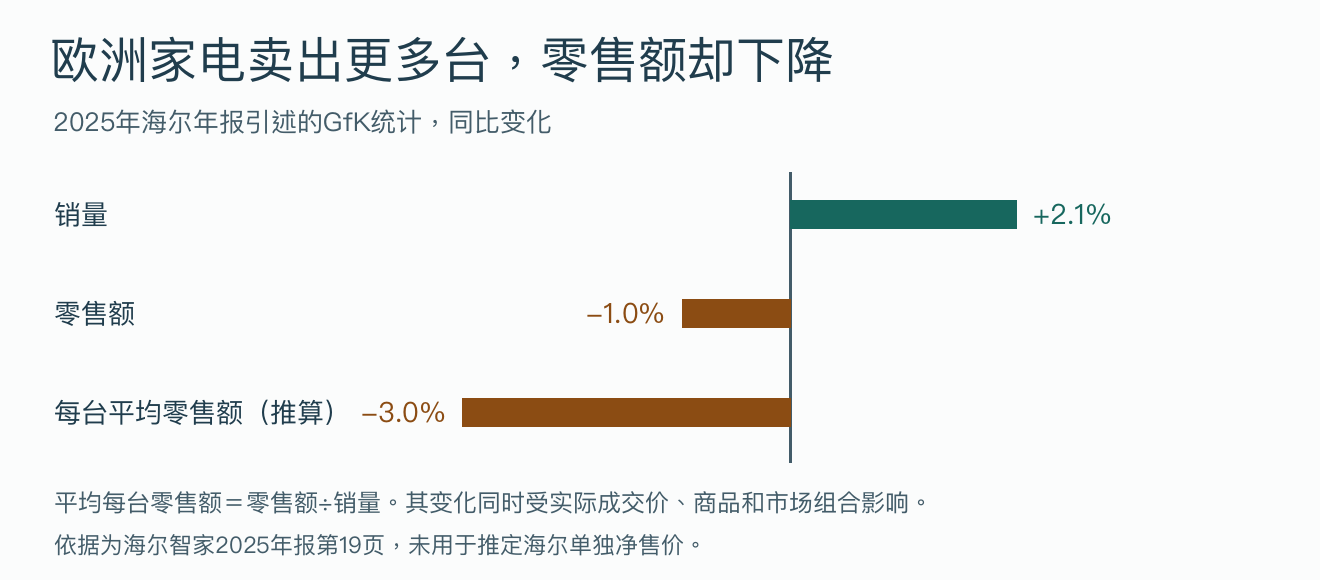 欧洲家电卖出更多台，零售额却下降
2025年海尔年报引述的GfK统计，同比变化
销量 +2.1%
零售额 −1.0%
每台平均零售额（推算） −3.0%
平均每台零售额＝零售额÷销量。其变化同时受实际成交价、商品和市场组合影响。
依据为海尔智家2025年报第19页，未用于推定海尔单独净售价。